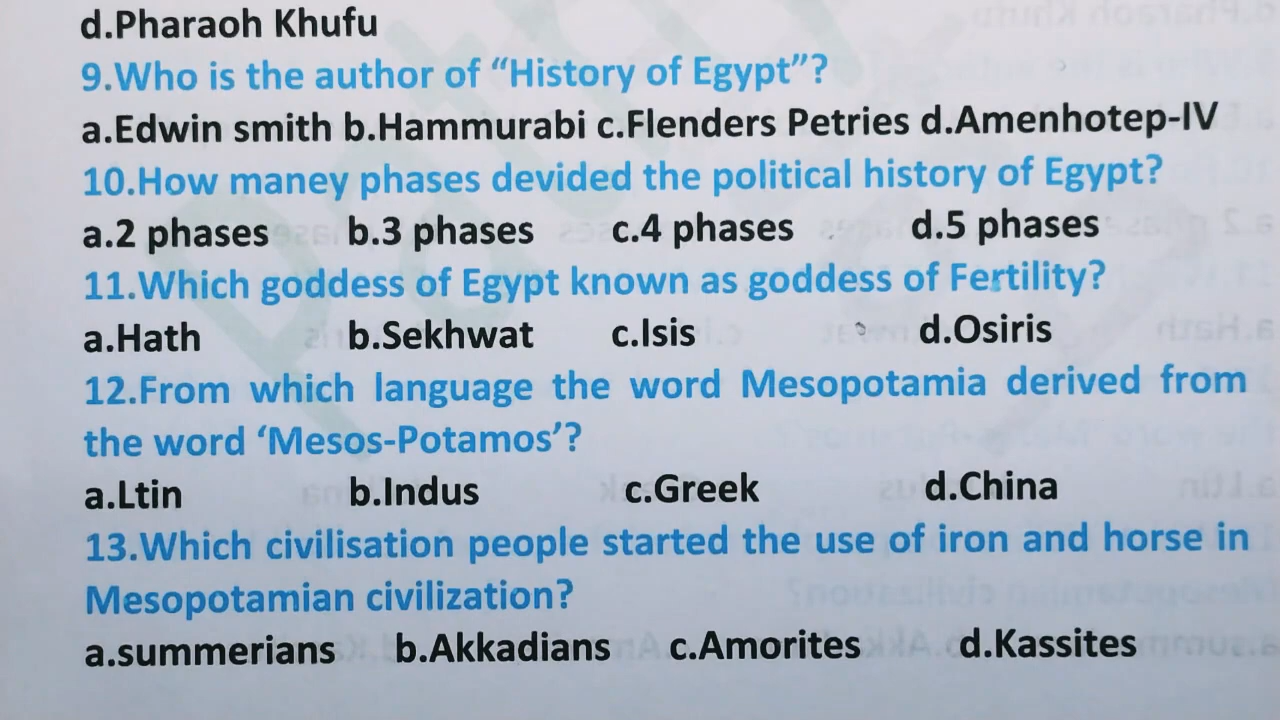 d.Pharaoh Khufu
9.Who is the author of “History of Egypt”?
a.Edwin smith b.Hammurabi c.Flenders Petries d.Amenhotep-IV
10.How maney phases devided the political history of Egypt?
a.2 phases b.3 phases c.4 phases d.5 phases
11.Which goddess of Egypt known as goddess of Fertility?
a.Hath b.Sekhwat c.Isis d.Osiris
12.From which language the word Mesopotamia derived from
the word ‘Mesos-Potamos’?
a.Ltin b.Indus c.Greek d.China
13.Which civilisation people started the use of iron and horse in
Mesopotamian civilization?
a.summerians b.Akkadians c.Amorites d.Kassites